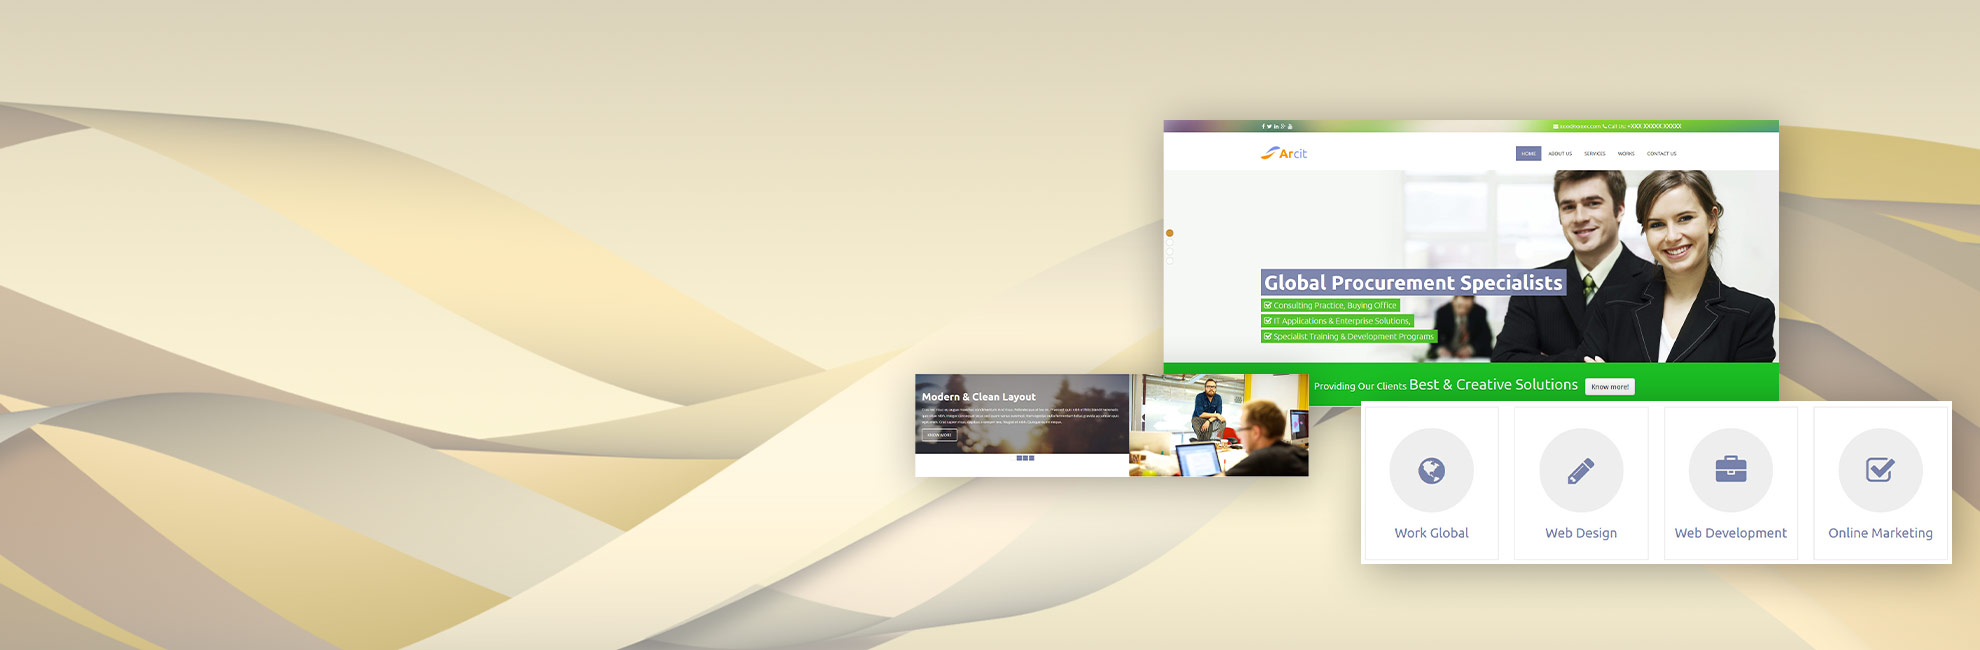 Call Us: +XXX XXXXX XXXXX
Arcit
HOME ABOUT US SERVICES WORKS CONTACT US
Global Procurement Specialists
Consulting Practice, Buying Office
IT Applications & Enterprise Solutions,
Specialist Training & Development Programs
Providing Our Clients Best & Creative Solutions Know more!
Modern & Clean Layout
KNOW MORE
Work Global
Web Design
Web Development
Online Marketing